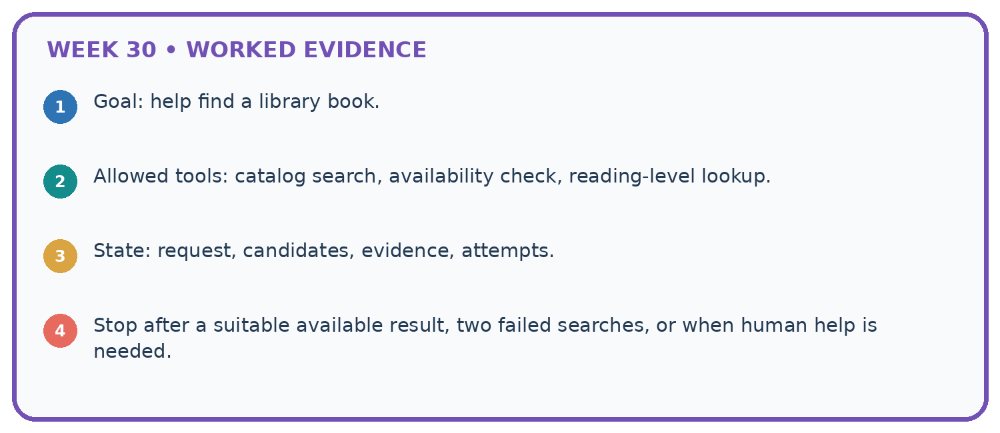 WEEK 30 • WORKED EVIDENCE
1 Goal: help find a library book.
2 Allowed tools: catalog search, availability check, reading-level lookup.
3 State: request, candidates, evidence, attempts.
4 Stop after a suitable available result, two failed searches, or when human help is
needed.